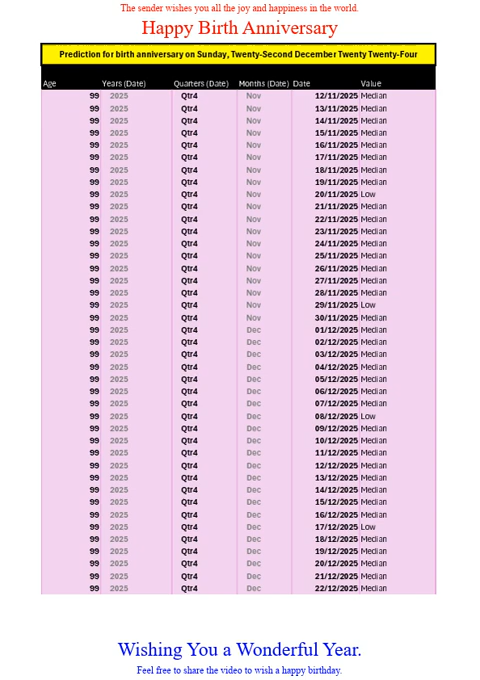 The sender wishes you all the joy and happiness in the world.
Happy Birth Anniversary
Prediction for birth anniversary on Sunday, Twenty-Second December Twenty Twenty-Four
Age Years (Date) Quarters (Date) Months (Date) Date Value
99 2025 Qtr4 Nov 12/11/2025 Median
99 2025 Qtr4 Nov 13/11/2025 Median
99 2025 Qtr4 Nov 14/11/2025 Median
99 2025 Qtr4 Nov 15/11/2025 Median
99 2025 Qtr4 Nov 16/11/2025 Median
99 2025 Qtr4 Nov 17/11/2025 Median
99 2025 Qtr4 Nov 18/11/2025 Median
99 2025 Qtr4 Nov 19/11/2025 Median
99 2025 Qtr4 Nov 20/11/2025 Low
99 2025 Qtr4 Nov 21/11/2025 Median
99 2025 Qtr4 Nov 22/11/2025 Median
99 2025 Qtr4 Nov 23/11/2025 Median
99 2025 Qtr4 Nov 24/11/2025 Median
99 2025 Qtr4 Nov 25/11/2025 Median
99 2025 Qtr4 Nov 26/11/2025 Median
99 2025 Qtr4 Nov 27/11/2025 Median
99 2025 Qtr4 Nov 28/11/2025 Median
99 2025 Qtr4 Nov 29/11/2025 Low
99 2025 Qtr4 Nov 30/11/2025 Median
99 2025 Qtr4 Dec 01/12/2025 Median
99 2025 Qtr4 Dec 02/12/2025 Median
99 2025 Qtr4 Dec 03/12/2025 Median
99 2025 Qtr4 Dec 04/12/2025 Median
99 2025 Qtr4 Dec 05/12/2025 Median
99 2025 Qtr4 Dec 06/12/2025 Median
99 2025 Qtr4 Dec 07/12/2025 Median
99 2025 Qtr4 Dec 08/12/2025 Low
99 2025 Qtr4 Dec 09/12/2025 Median
99 2025 Qtr4 Dec 10/12/2025 Median
99 2025 Qtr4 Dec 11/12/2025 Median
99 2025 Qtr4 Dec 12/12/2025 Median
99 2025 Qtr4 Dec 13/12/2025 Median
99 2025 Qtr4 Dec 14/12/2025 Median
99 2025 Qtr4 Dec 15/12/2025 Median
99 2025 Qtr4 Dec 16/12/2025 Median
99 2025 Qtr4 Dec 17/12/2025 Low
99 2025 Qtr4 Dec 18/12/2025 Median
99 2025 Qtr4 Dec 19/12/2025 Median
99 2025 Qtr4 Dec 20/12/2025 Median
99 2025 Qtr4 Dec 21/12/2025 Median
99 2025 Qtr4 Dec 22/12/2025 Median
Wishing You a Wonderful Year.
Feel free to share the video to wish a happy birthday.